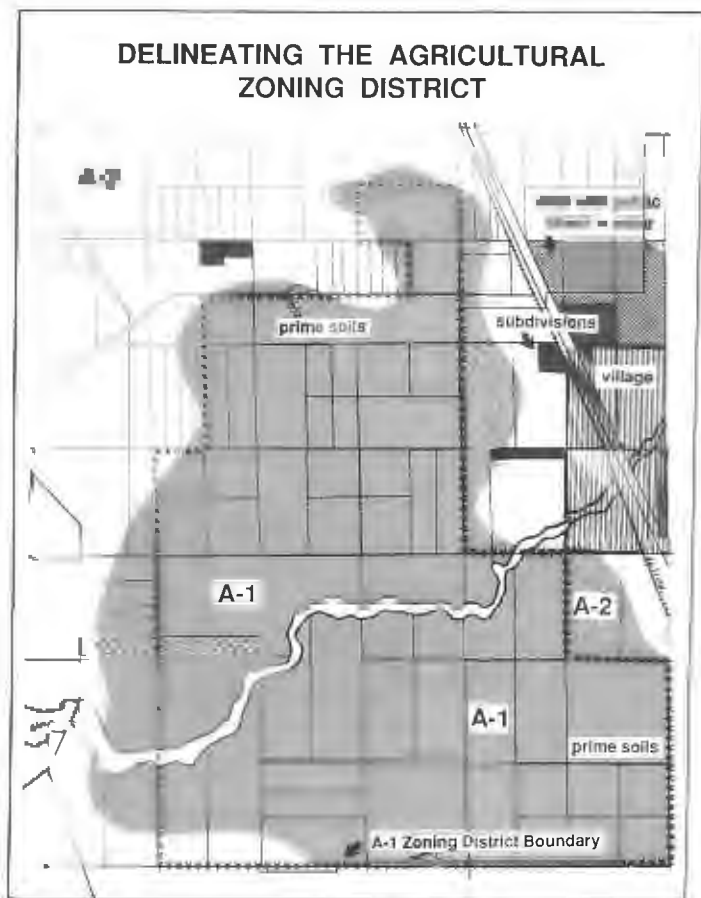 DELINEATING THE AGRICULTURAL
ZONING DISTRICT
prime soils
subdivisions
village
A-1
A-2
A-1
prime soils
A-1 Zoning District Boundary